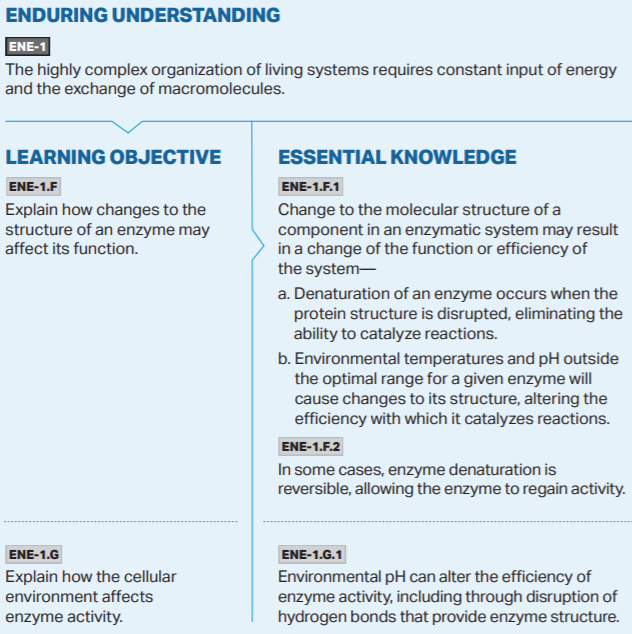 ENDURING UNDERSTANDING
ENE-1
The highly complex organization of living systems requires constant input of energy
and the exchange of macromolecules.
LEARNING OBJECTIVE
ENE-1.F
Explain how changes to the
structure of an enzyme may
affect its function.
ESSENTIAL KNOWLEDGE
ENE-1.F.1
Change to the molecular structure of a
component in an enzymatic system may result
in a change of the function or efficiency of
the system—
a. Denaturation of an enzyme occurs when the
protein structure is disrupted, eliminating the
ability to catalyze reactions.
b. Environmental temperatures and pH outside
the optimal range for a given enzyme will
cause changes to its structure, altering the
efficiency with which it catalyzes reactions.
ENE-1.F.2
In some cases, enzyme denaturation is
reversible, allowing the enzyme to regain activity.
ENE-1.G
Explain how the cellular
environment affects
enzyme activity.
ENE-1.G.1
Environmental pH can alter the efficiency of
enzyme activity, including through disruption of
hydrogen bonds that provide enzyme structure.